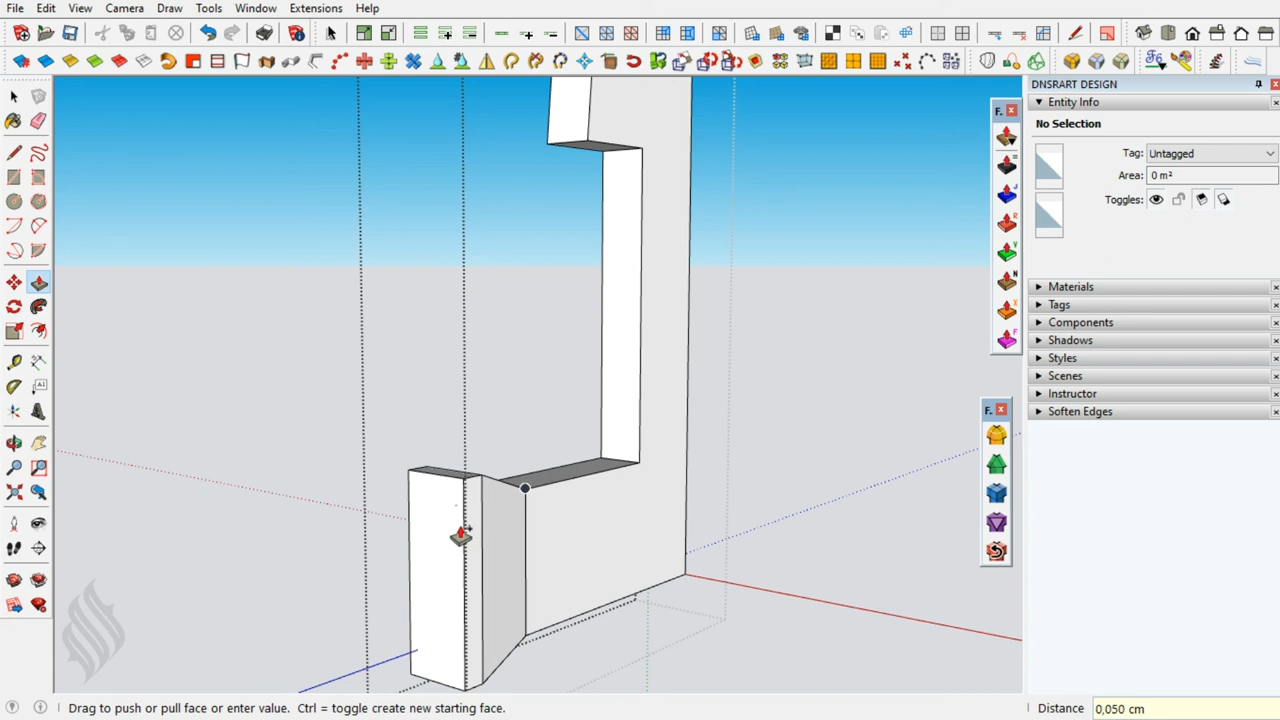 File Edit View Camera Draw Tools Window Extensions Help
DNSRART DESIGN
Entity Info
No Selection
Tag: Untagged
Area: 0 m²
Toggles:
Materials
Tags
Components
Shadows
Styles
Scenes
Instructor
Soften Edges
F.
F.
Drag to push or pull face or enter value. Ctrl = toggle create new starting face.
Distance 0,050 cm